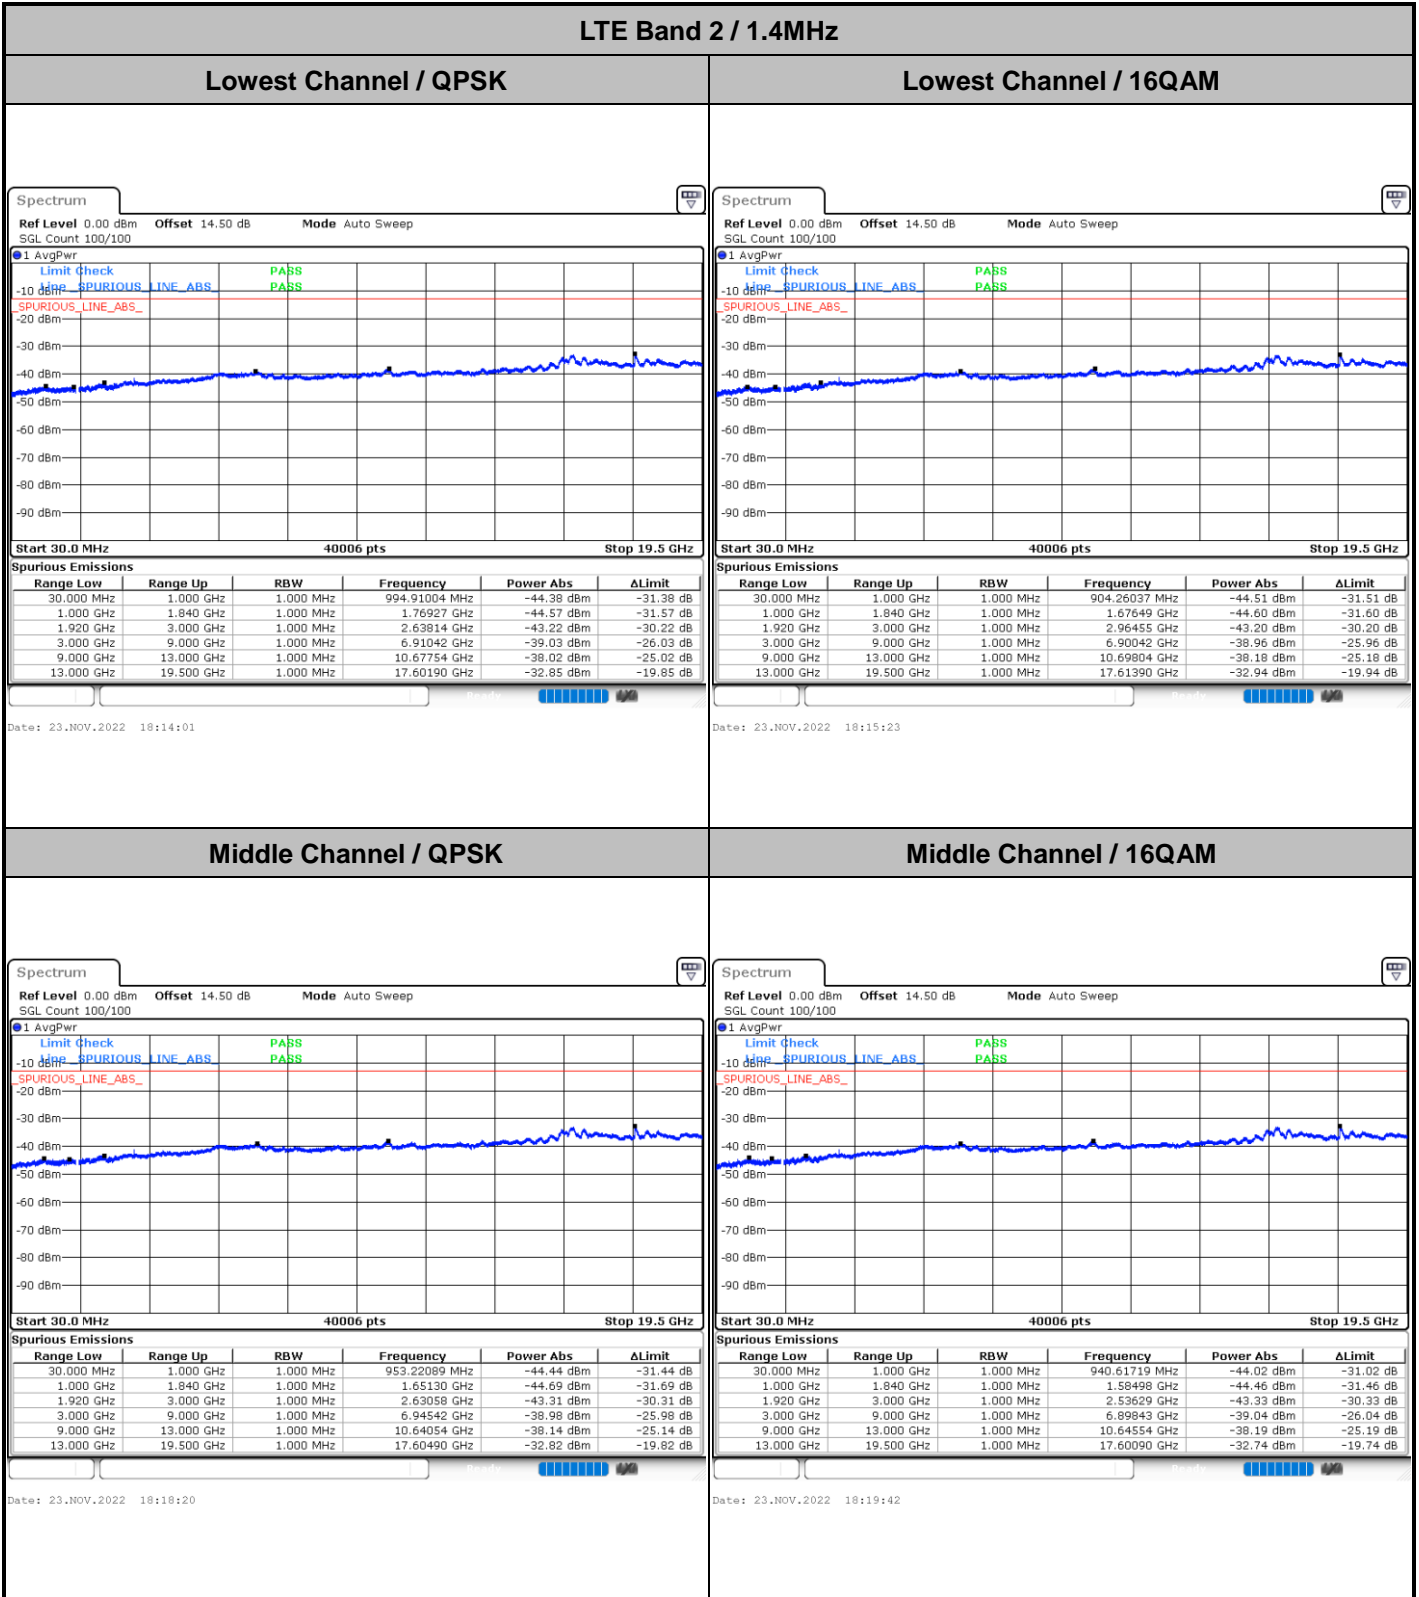 LTE Band 2 / 1.4MHz
Lowest Channel / QPSK
Lowest Channel / 16QAM
Spectrum
Ref Level 0.00 dBm Offset 14.50 dB Mode Auto Sweep
SGL Count 100/100
1 AvgPwr
Limit Check PASS
Line _SPURIOUS_LINE_ABS_ PASS
-10 dBm
_SPURIOUS_LINE_ABS_
-20 dBm
-30 dBm
-40 dBm
-50 dBm
-60 dBm
-70 dBm
-80 dBm
-90 dBm
Start 30.0 MHz 40006 pts Stop 19.5 GHz
Spurious Emissions
Range Low Range Up RBW Frequency Power Abs ΔLimit
30.000 MHz 1.000 GHz 1.000 MHz 994.91004 MHz -44.38 dBm -31.38 dB
1.000 GHz 1.840 GHz 1.000 MHz 1.76927 GHz -44.57 dBm -31.57 dB
1.920 GHz 3.000 GHz 1.000 MHz 2.63814 GHz -43.22 dBm -30.22 dB
3.000 GHz 9.000 GHz 1.000 MHz 6.91042 GHz -39.03 dBm -26.03 dB
9.000 GHz 13.000 GHz 1.000 MHz 10.67754 GHz -38.02 dBm -25.02 dB
13.000 GHz 19.500 GHz 1.000 MHz 17.60190 GHz -32.85 dBm -19.85 dB
Ready
Date: 23.NOV.2022 18:14:01
Spectrum
Ref Level 0.00 dBm Offset 14.50 dB Mode Auto Sweep
SGL Count 100/100
1 AvgPwr
Limit Check PASS
Line _SPURIOUS_LINE_ABS_ PASS
-10 dBm
_SPURIOUS_LINE_ABS_
-20 dBm
-30 dBm
-40 dBm
-50 dBm
-60 dBm
-70 dBm
-80 dBm
-90 dBm
Start 30.0 MHz 40006 pts Stop 19.5 GHz
Spurious Emissions
Range Low Range Up RBW Frequency Power Abs ΔLimit
30.000 MHz 1.000 GHz 1.000 MHz 904.26037 MHz -44.51 dBm -31.51 dB
1.000 GHz 1.840 GHz 1.000 MHz 1.67649 GHz -44.60 dBm -31.60 dB
1.920 GHz 3.000 GHz 1.000 MHz 2.96455 GHz -43.20 dBm -30.20 dB
3.000 GHz 9.000 GHz 1.000 MHz 6.90042 GHz -38.96 dBm -25.96 dB
9.000 GHz 13.000 GHz 1.000 MHz 10.69804 GHz -38.18 dBm -25.18 dB
13.000 GHz 19.500 GHz 1.000 MHz 17.61390 GHz -32.94 dBm -19.94 dB
Ready
Date: 23.NOV.2022 18:15:23
Middle Channel / QPSK
Middle Channel / 16QAM
Spectrum
Ref Level 0.00 dBm Offset 14.50 dB Mode Auto Sweep
SGL Count 100/100
1 AvgPwr
Limit Check PASS
Line _SPURIOUS_LINE_ABS_ PASS
-10 dBm
_SPURIOUS_LINE_ABS_
-20 dBm
-30 dBm
-40 dBm
-50 dBm
-60 dBm
-70 dBm
-80 dBm
-90 dBm
Start 30.0 MHz 40006 pts Stop 19.5 GHz
Spurious Emissions
Range Low Range Up RBW Frequency Power Abs ΔLimit
30.000 MHz 1.000 GHz 1.000 MHz 953.22089 MHz -44.44 dBm -31.44 dB
1.000 GHz 1.840 GHz 1.000 MHz 1.65130 GHz -44.69 dBm -31.69 dB
1.920 GHz 3.000 GHz 1.000 MHz 2.63058 GHz -43.31 dBm -30.31 dB
3.000 GHz 9.000 GHz 1.000 MHz 6.94542 GHz -38.98 dBm -25.98 dB
9.000 GHz 13.000 GHz 1.000 MHz 10.64054 GHz -38.14 dBm -25.14 dB
13.000 GHz 19.500 GHz 1.000 MHz 17.60490 GHz -32.82 dBm -19.82 dB
Ready
Date: 23.NOV.2022 18:18:20
Spectrum
Ref Level 0.00 dBm Offset 14.50 dB Mode Auto Sweep
SGL Count 100/100
1 AvgPwr
Limit Check PASS
Line _SPURIOUS_LINE_ABS_ PASS
-10 dBm
_SPURIOUS_LINE_ABS_
-20 dBm
-30 dBm
-40 dBm
-50 dBm
-60 dBm
-70 dBm
-80 dBm
-90 dBm
Start 30.0 MHz 40006 pts Stop 19.5 GHz
Spurious Emissions
Range Low Range Up RBW Frequency Power Abs ΔLimit
30.000 MHz 1.000 GHz 1.000 MHz 940.61719 MHz -44.02 dBm -31.02 dB
1.000 GHz 1.840 GHz 1.000 MHz 1.58498 GHz -44.46 dBm -31.46 dB
1.920 GHz 3.000 GHz 1.000 MHz 2.53629 GHz -43.33 dBm -30.33 dB
3.000 GHz 9.000 GHz 1.000 MHz 6.89843 GHz -39.04 dBm -26.04 dB
9.000 GHz 13.000 GHz 1.000 MHz 10.64554 GHz -38.19 dBm -25.19 dB
13.000 GHz 19.500 GHz 1.000 MHz 17.60090 GHz -32.74 dBm -19.74 dB
Ready
Date: 23.NOV.2022 18:19:42